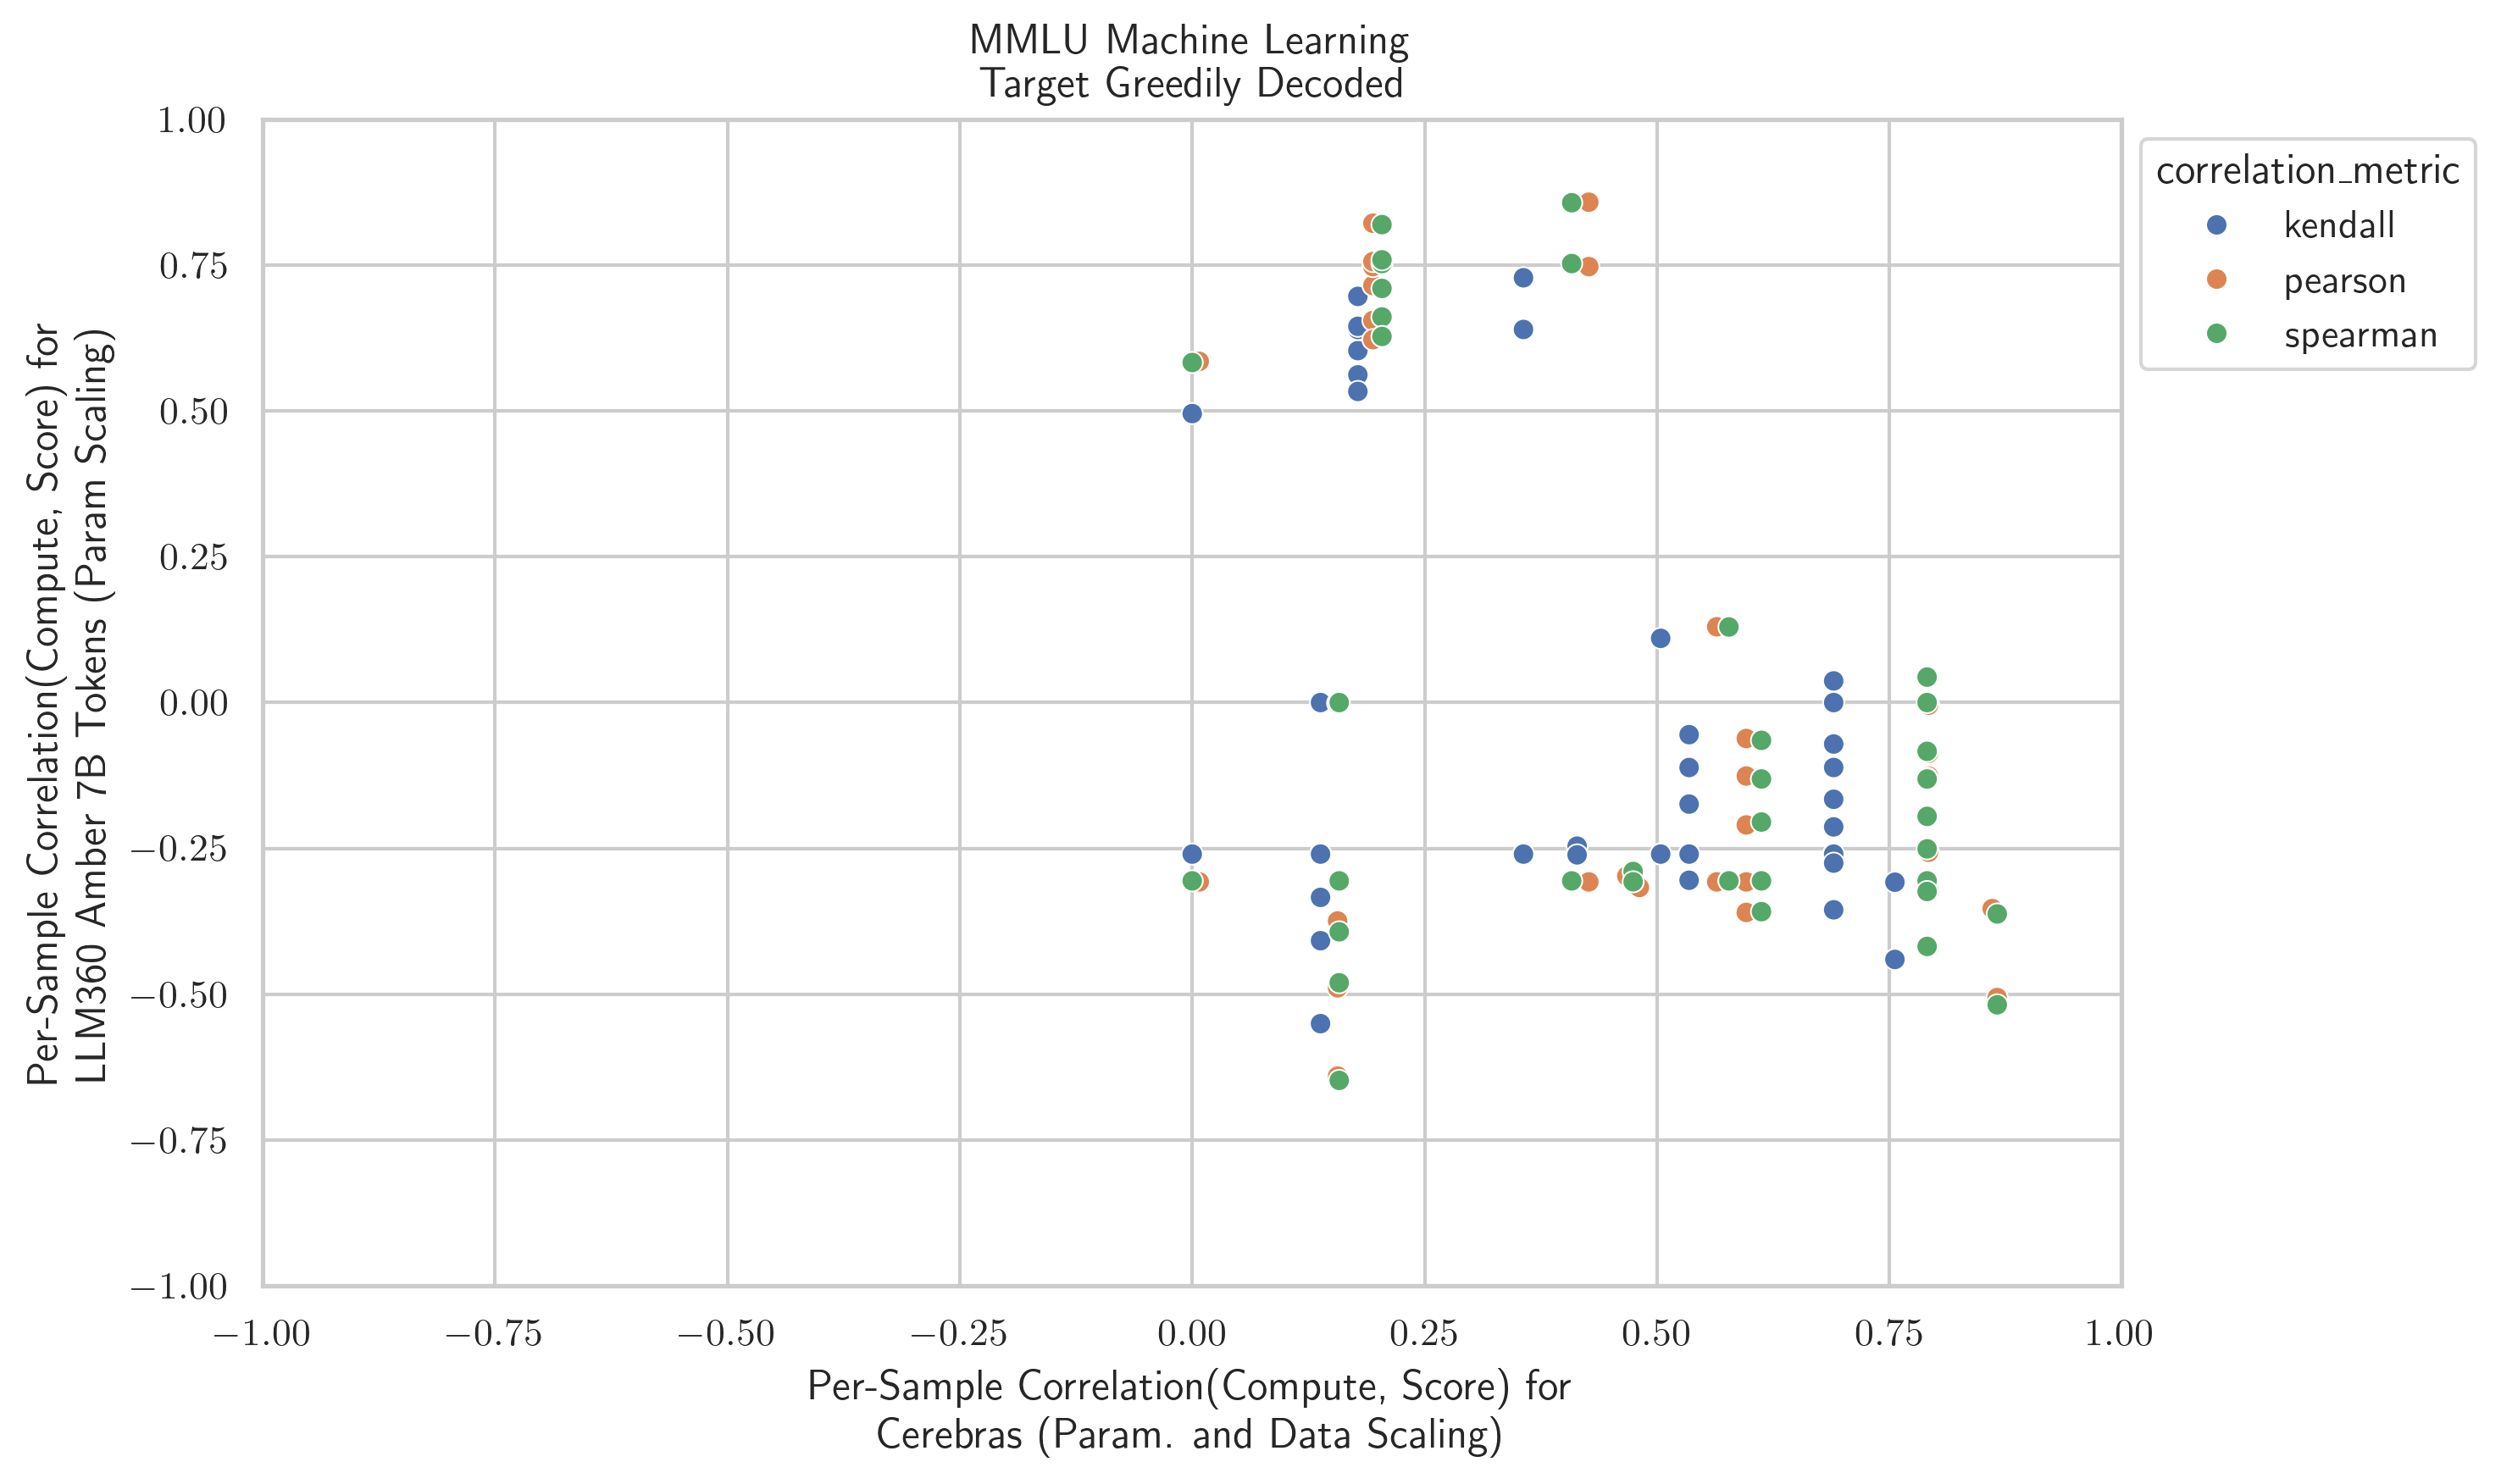 MMLU Machine Learning
Target Greedily Decoded
1.00
0.75
0.50
0.25
0.00
−0.25
−0.50
−0.75
−1.00
Per-Sample Correlation(Compute, Score) for
LLM360 Amber 7B Tokens (Param Scaling)
correlation_metric
kendall
pearson
spearman
−1.00 −0.75 −0.50 −0.25 0.00 0.25 0.50 0.75 1.00
Per-Sample Correlation(Compute, Score) for
Cerebras (Param. and Data Scaling)